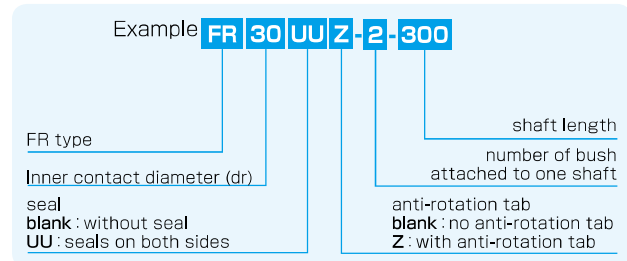 Example FR 30 UU Z - 2 - 300
shaft length
FR type
number of bush
attached to one shaft
Inner contact diameter (dr)
seal
blank : without seal
UU : seals on both sides
anti-rotation tab
blank : no anti-rotation tab
Z : with anti-rotation tab